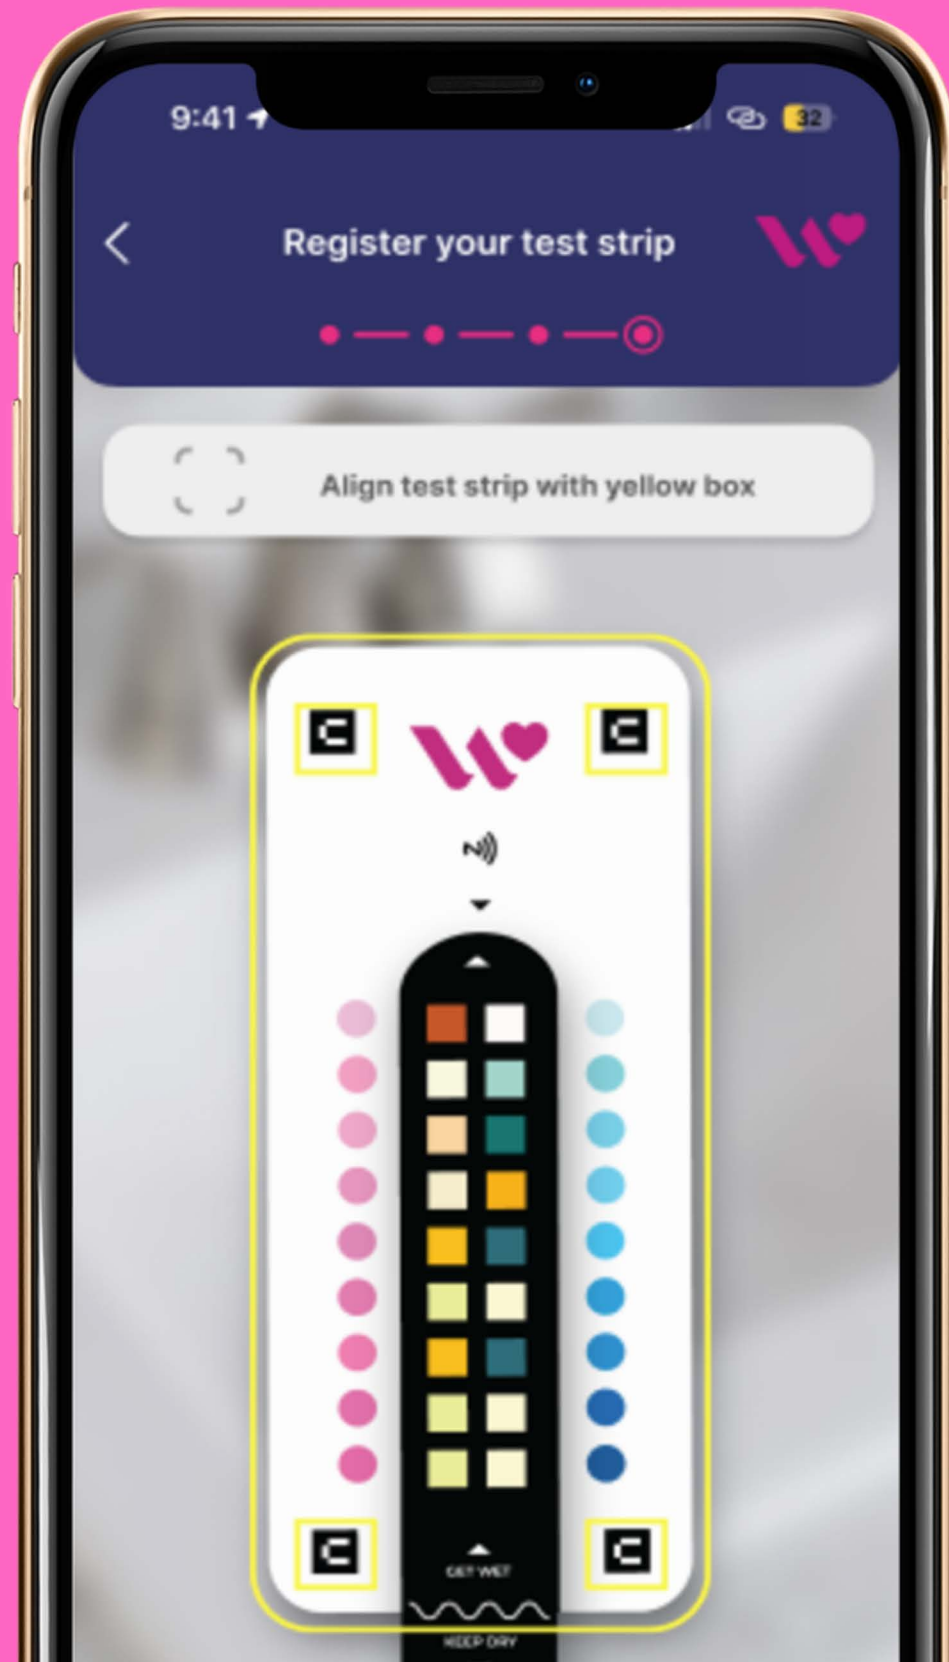 9:41
32
Register your test strip
Align test strip with yellow box
GET WET
KEEP DRY